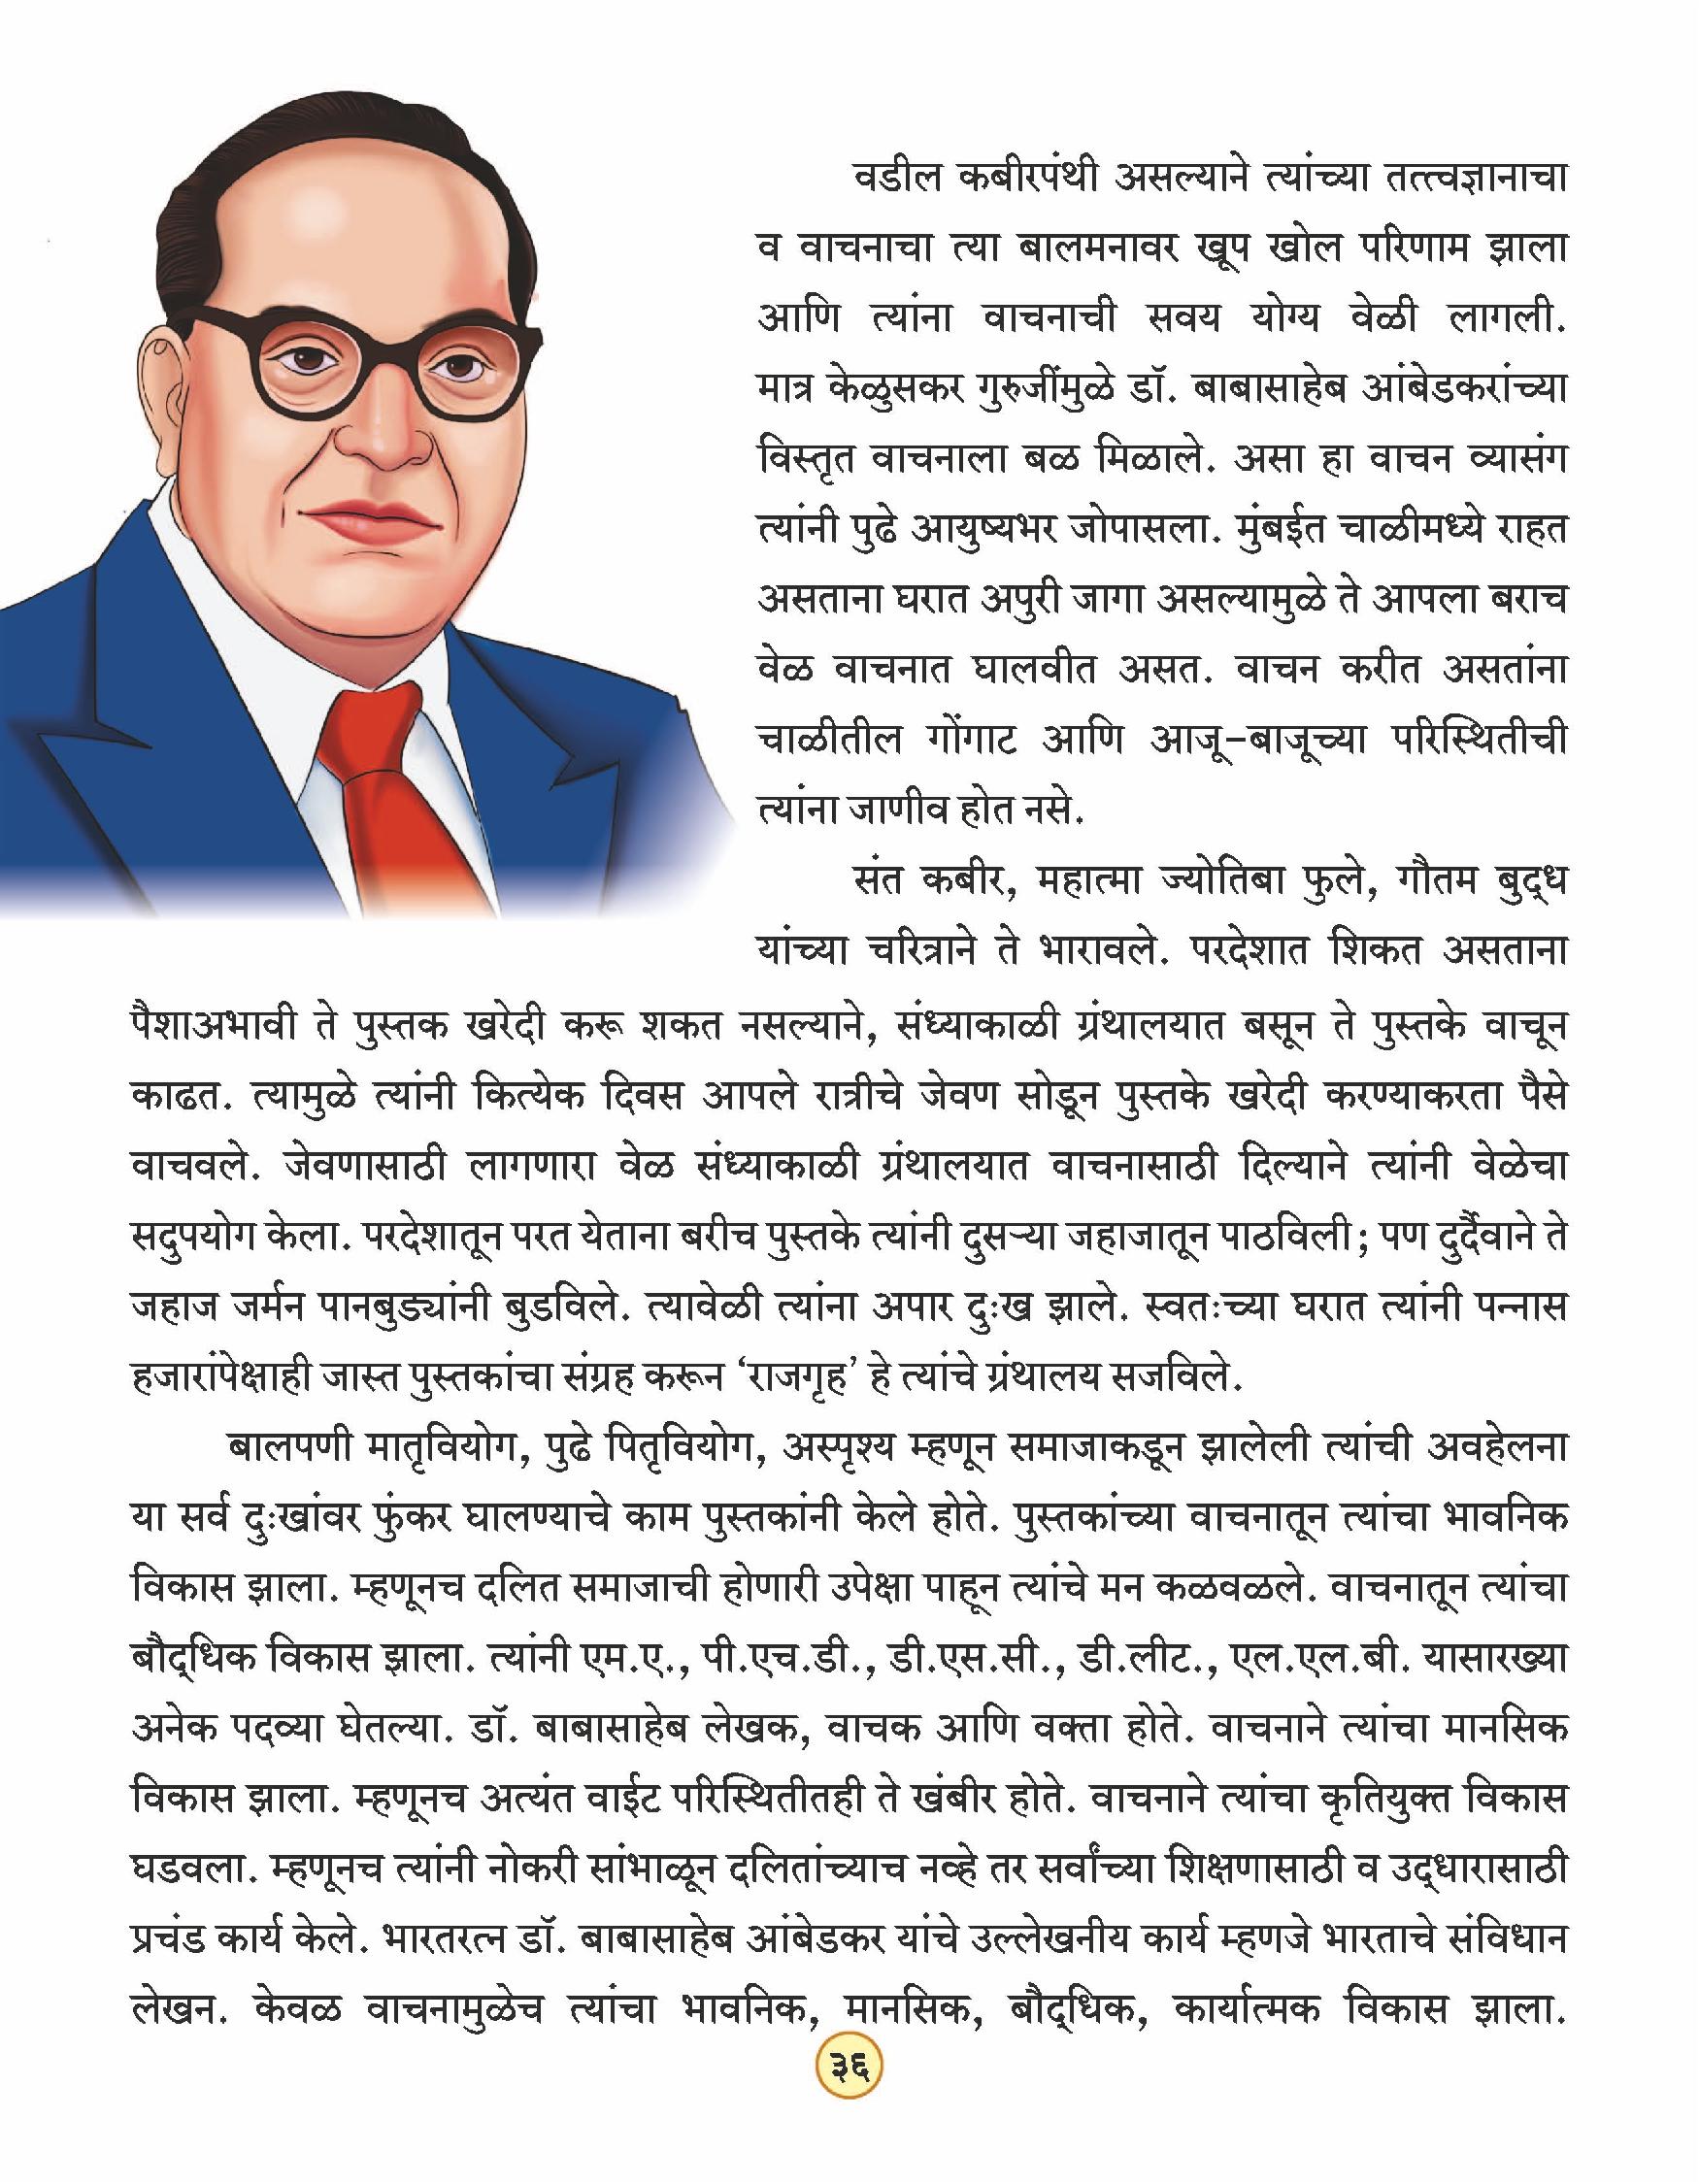 वडील कबीरपंथी असल्याने त्यांच्या तत्त्वज्ञानाचा
व वाचनाचा त्या बालमनावर खूप खोल परिणाम झाला
आणि त्यांना वाचनाची सवय योग्य वेळी लागली.
मात्र केळुसकर गुरुजींमुळे डॉ. बाबासाहेब आंबेडकरांच्या
विस्तृत वाचनाला बळ मिळाले. असा हा वाचन व्यासंग
त्यांनी पुढे आयुष्यभर जोपासला. मुंबईत चाळीमध्ये राहत
असताना घरात अपुरी जागा असल्यामुळे ते आपला बराच
वेळ वाचनात घालवीत असत. वाचन करीत असतांना
चाळीतील गोंगाट आणि आजू-बाजूच्या परिस्थितीची
त्यांना जाणीव होत नसे.
संत कबीर, महात्मा ज्योतिबा फुले, गौतम बुद्ध
यांच्या चरित्राने ते भारावले. परदेशात शिकत असताना
पैशाअभावी ते पुस्तक खरेदी करू शकत नसल्याने, संध्याकाळी ग्रंथालयात बसून ते पुस्तके वाचून
काढत. त्यामुळे त्यांनी कित्येक दिवस आपले रात्रीचे जेवण सोडून पुस्तके खरेदी करण्याकरता पैसे
वाचवले. जेवणासाठी लागणारा वेळ संध्याकाळी ग्रंथालयात वाचनासाठी दिल्याने त्यांनी वेळेचा
सदुपयोग केला. परदेशातून परत येताना बरीच पुस्तके त्यांनी दुसऱ्या जहाजातून पाठविली; पण दुर्दैवाने ते
जहाज जर्मन पानबुड्यांनी बुडविले. त्यावेळी त्यांना अपार दुःख झाले. स्वतःच्या घरात त्यांनी पन्नास
हजारांपेक्षाही जास्त पुस्तकांचा संग्रह करून ‘राजगृह’ हे त्यांचे ग्रंथालय सजविले.
बालपणी मातृवियोग, पुढे पितृवियोग, अस्पृश्य म्हणून समाजाकडून झालेली त्यांची अवहेलना
या सर्व दुःखांवर फुंकर घालण्याचे काम पुस्तकांनी केले होते. पुस्तकांच्या वाचनातून त्यांचा भावनिक
विकास झाला. म्हणूनच दलित समाजाची होणारी उपेक्षा पाहून त्यांचे मन कळवळले. वाचनातून त्यांचा
बौद्धिक विकास झाला. त्यांनी एम.ए., पी.एच.डी., डी.एस.सी., डी.लीट., एल.एल.बी. यासारख्या
अनेक पदव्या घेतल्या. डॉ. बाबासाहेब लेखक, वाचक आणि वक्ता होते. वाचनाने त्यांचा मानसिक
विकास झाला. म्हणूनच अत्यंत वाईट परिस्थितीतही ते खंबीर होते. वाचनाने त्यांचा कृतियुक्त विकास
घडवला. म्हणूनच त्यांनी नोकरी सांभाळून दलितांच्याच नव्हे तर सर्वांच्या शिक्षणासाठी व उद्धारासाठी
प्रचंड कार्य केले. भारतरत्न डॉ. बाबासाहेब आंबेडकर यांचे उल्लेखनीय कार्य म्हणजे भारताचे संविधान
लेखन. केवळ वाचनामुळेच त्यांचा भावनिक, मानसिक, बौद्धिक, कार्यात्मक विकास झाला.
३६